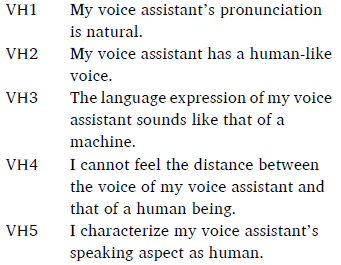 VH1 My voice assistant's pronunciation
is natural.
VH2 My voice assistant has a human-like
voice.
VH3 The language expression of my voice
assistant sounds like that of a
machine.
VH4 I cannot feel the distance between
the voice of my voice assistant and
that of a human being.
VH5 I characterize my voice assistant's
speaking aspect as human.